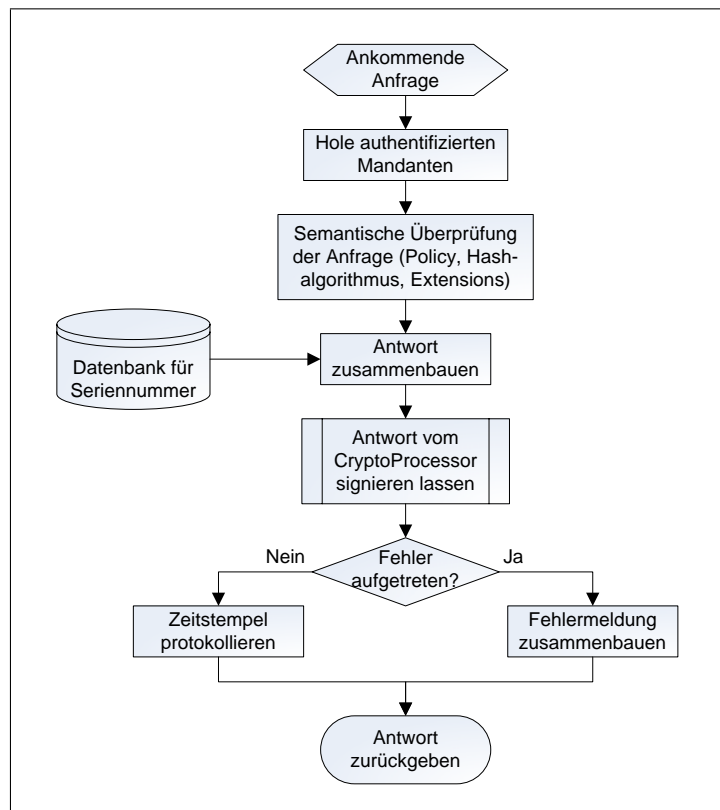 Ankommende
Anfrage
Hole authentifizierten
Mandanten
Semantische Überprüfung
der Anfrage (Policy, Hash-
algorithmus, Extensions)
Datenbank für
Seriennummer
Antwort
zusammenbauen
Antwort vom
CryptoProcessor
signieren lassen
Nein
Fehler
aufgetreten?
Ja
Zeitstempel
protokollieren
Fehlermeldung
zusammenbauen
Antwort
zurückgeben